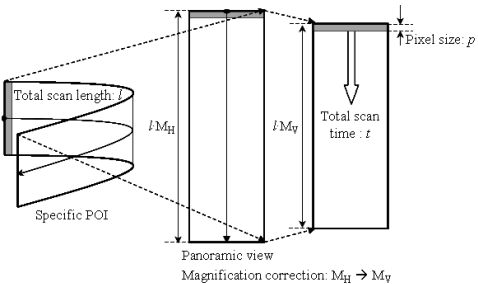 Pixel size: p
Total scan length: l
l M_H
l M_V
Total scan
time : t
Specific POI
Panoramic view
Magnification correction: M_H → M_V